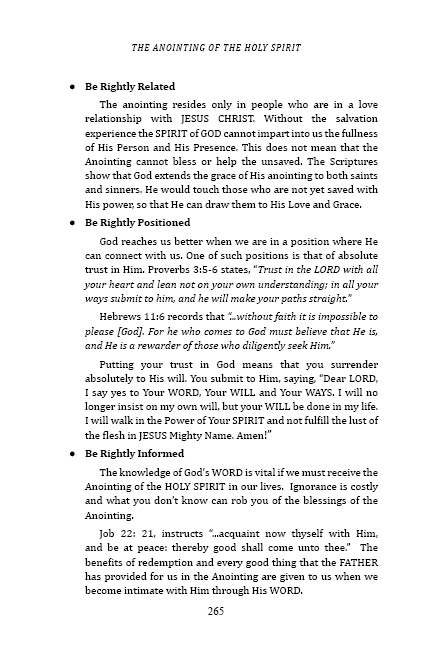 THE ANOINTING OF THE HOLY SPIRIT
● Be Rightly Related
The anointing resides only in people who are in a love
relationship with JESUS CHRIST. Without the salvation
experience the SPIRIT of GOD cannot impart into us the fullness
of His Person and His Presence. This does not mean that the
Anointing cannot bless or help the unsaved. The Scriptures
show that God extends the grace of His anointing to both saints
and sinners. He would touch those who are not yet saved with
His power, so that He can draw them to His Love and Grace.
● Be Rightly Positioned
God reaches us better when we are in a position where He
can connect with us. One of such positions is that of absolute
trust in Him. Proverbs 3:5-6 states, “Trust in the LORD with all
your heart and lean not on your own understanding; in all your
ways submit to him, and he will make your paths straight.”
Hebrews 11:6 records that “...without faith it is impossible to
please [God]. For he who comes to God must believe that He is,
and He is a rewarder of those who diligently seek Him.”
Putting your trust in God means that you surrender
absolutely to His will. You submit to Him, saying, “Dear LORD,
I say yes to Your WORD, Your WILL and Your WAYS. I will no
longer insist on my own will, but your WILL be done in my life.
I will walk in the Power of Your SPIRIT and not fulfill the lust of
the flesh in JESUS Mighty Name. Amen!”
● Be Rightly Informed
The knowledge of God’s WORD is vital if we must receive the
Anointing of the HOLY SPIRIT in our lives. Ignorance is costly
and what you don’t know can rob you of the blessings of the
Anointing.
Job 22: 21, instructs “...acquaint now thyself with Him,
and be at peace: thereby good shall come unto thee.” The
benefits of redemption and every good thing that the FATHER
has provided for us in the Anointing are given to us when we
become intimate with Him through His WORD.
265